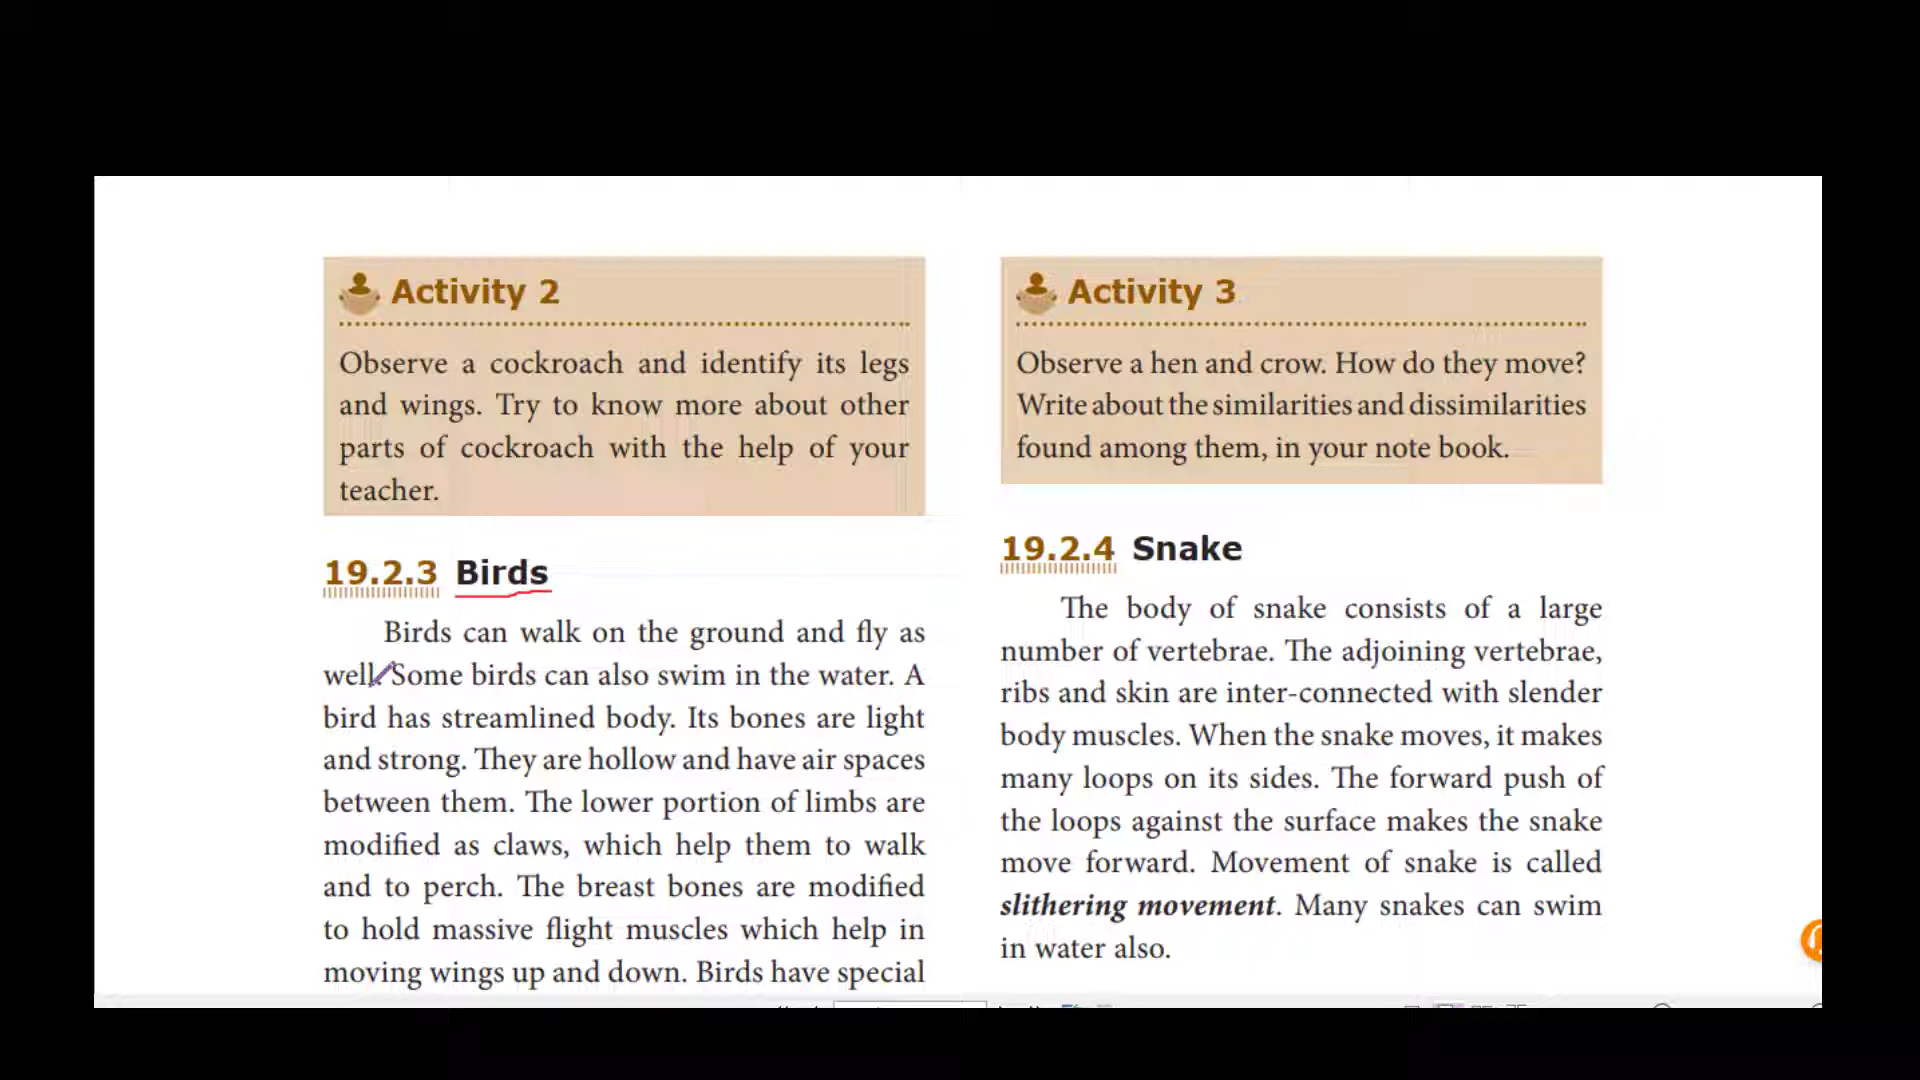 Activity 2
Observe a cockroach and identify its legs
and wings. Try to know more about other
parts of cockroach with the help of your
teacher.
19.2.3 Birds
Birds can walk on the ground and fly as
well. Some birds can also swim in the water. A
bird has streamlined body. Its bones are light
and strong. They are hollow and have air spaces
between them. The lower portion of limbs are
modified as claws, which help them to walk
and to perch. The breast bones are modified
to hold massive flight muscles which help in
moving wings up and down. Birds have special
Activity 3
Observe a hen and crow. How do they move?
Write about the similarities and dissimilarities
found among them, in your note book.
19.2.4 Snake
The body of snake consists of a large
number of vertebrae. The adjoining vertebrae,
ribs and skin are inter-connected with slender
body muscles. When the snake moves, it makes
many loops on its sides. The forward push of
the loops against the surface makes the snake
move forward. Movement of snake is called
slithering movement. Many snakes can swim
in water also.